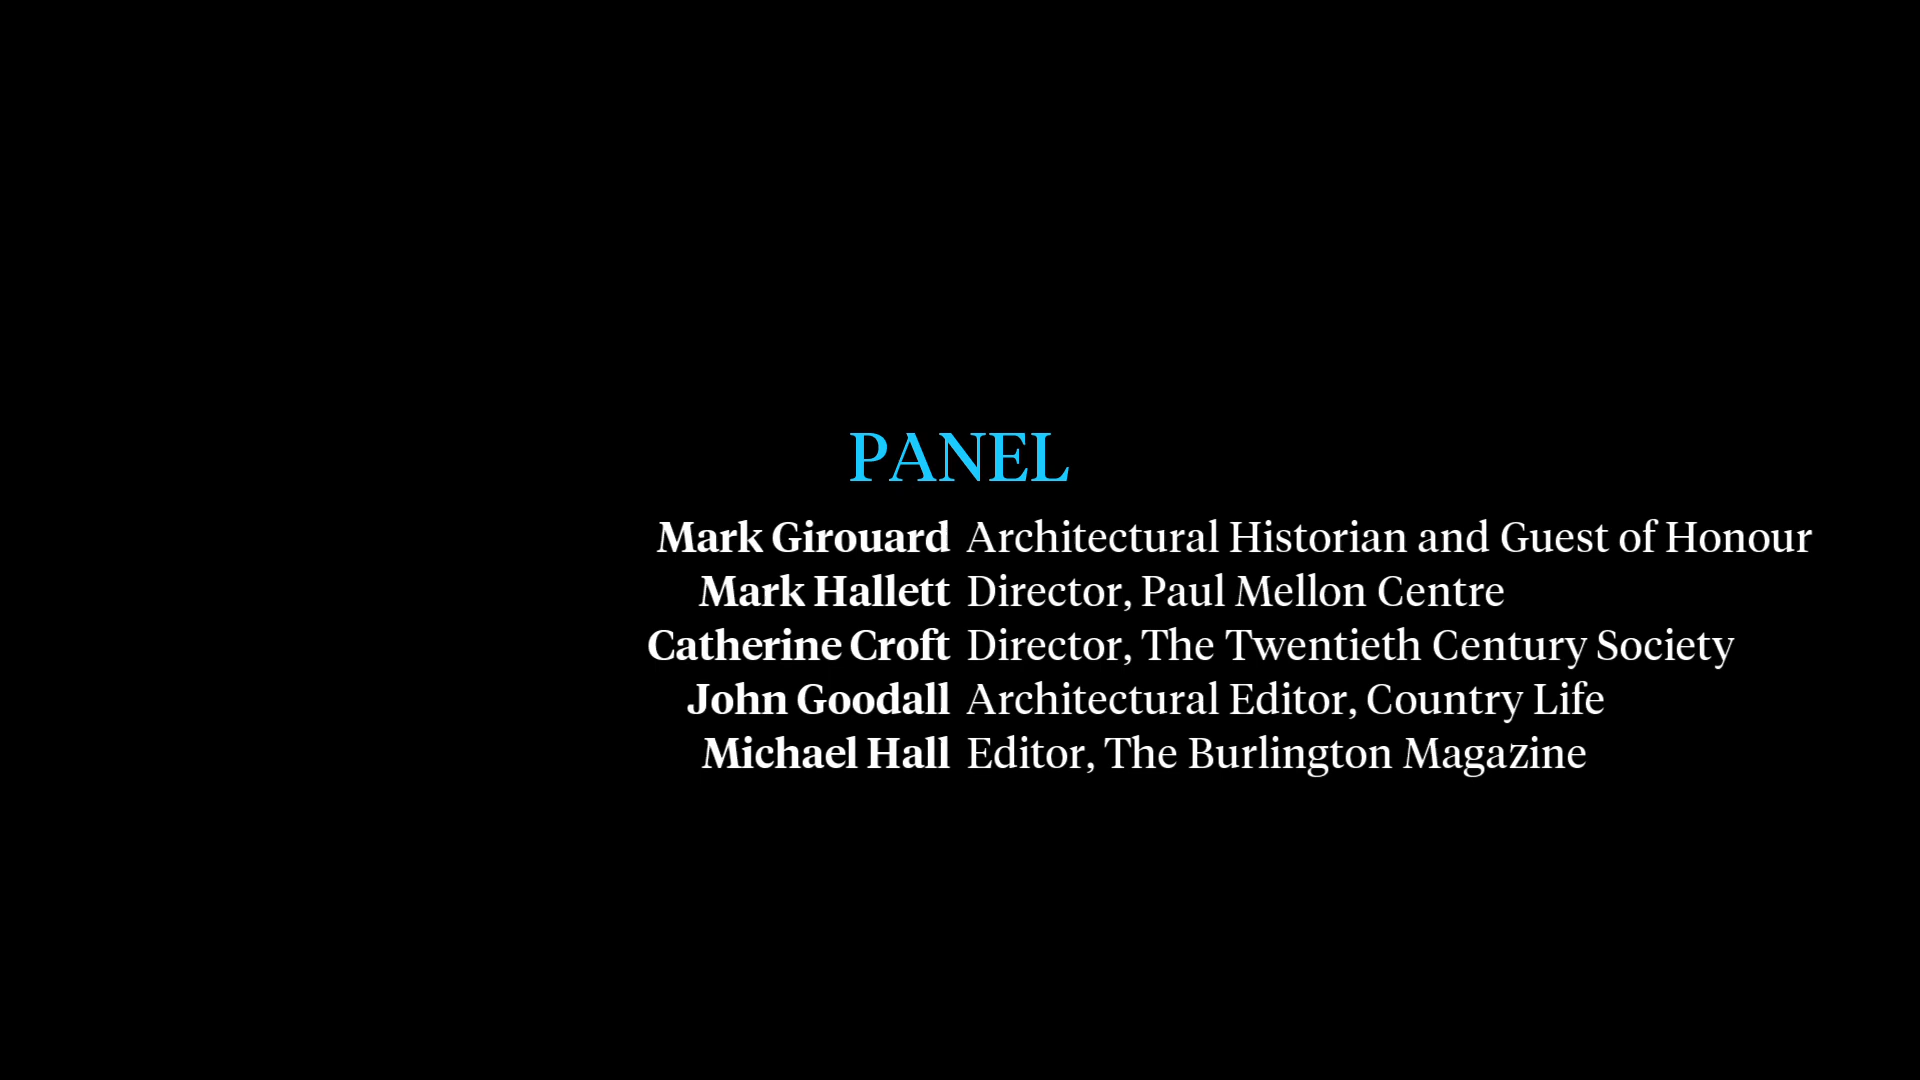 PANEL
Mark Girouard Architectural Historian and Guest of Honour
Mark Hallett Director, Paul Mellon Centre
Catherine Croft Director, The Twentieth Century Society
John Goodall Architectural Editor, Country Life
Michael Hall Editor, The Burlington Magazine